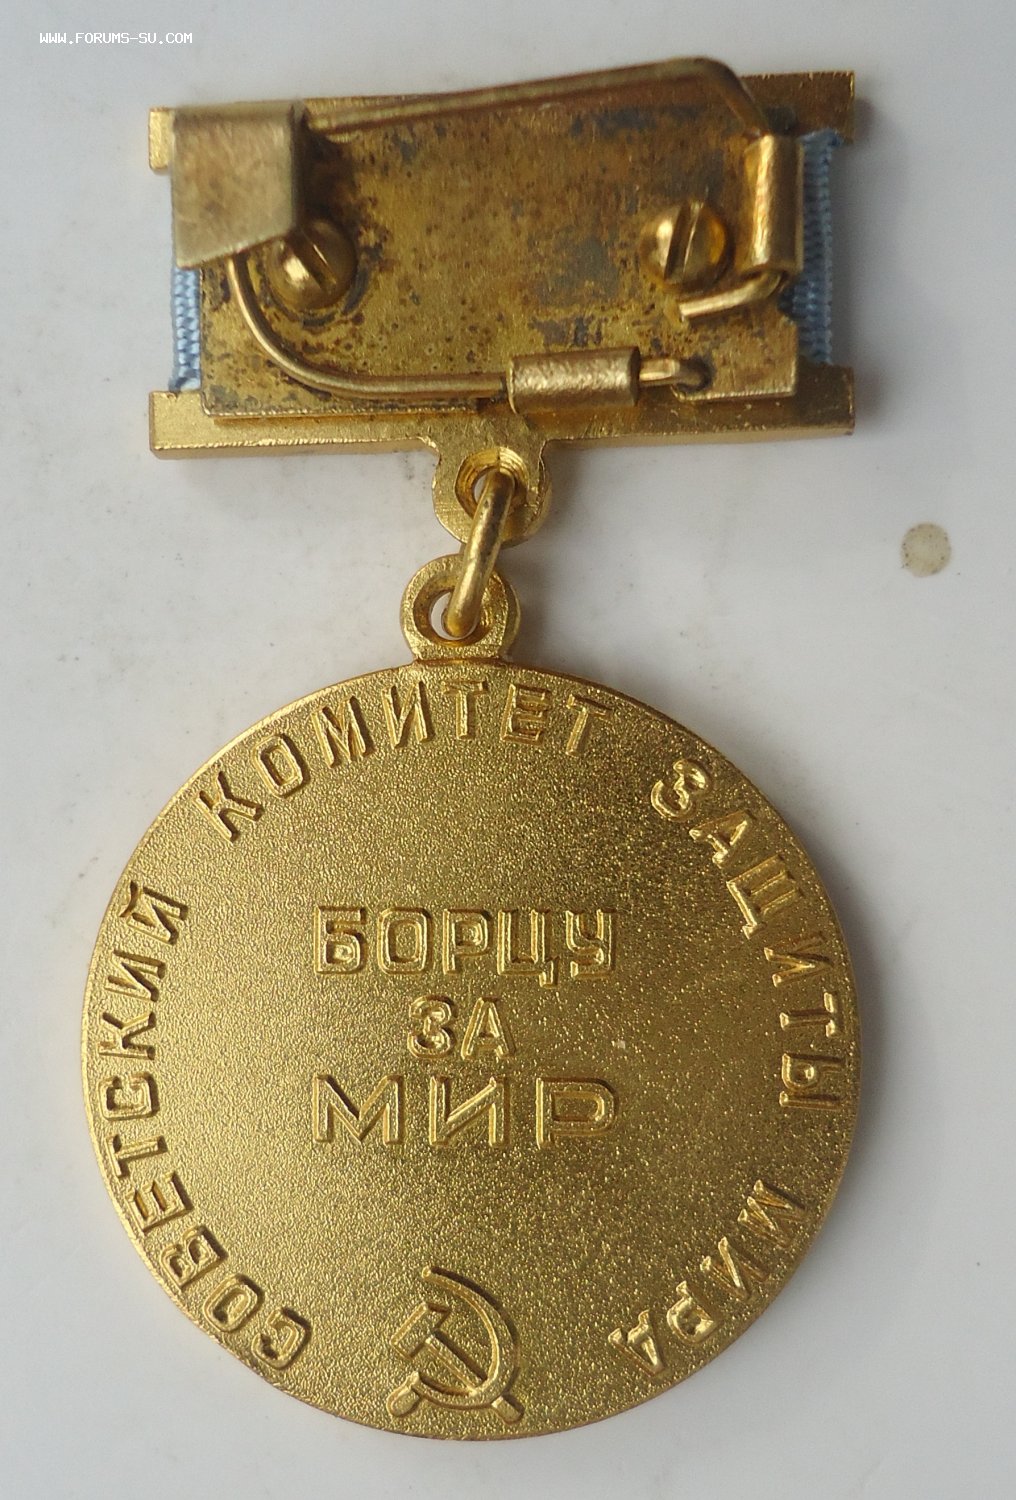 WWW.FORUMS-SU.COM
СОВЕТСКИЙ КОМИТЕТ ЗАЩИТЫ МИРА
БОРЦУ
ЗА
МИР